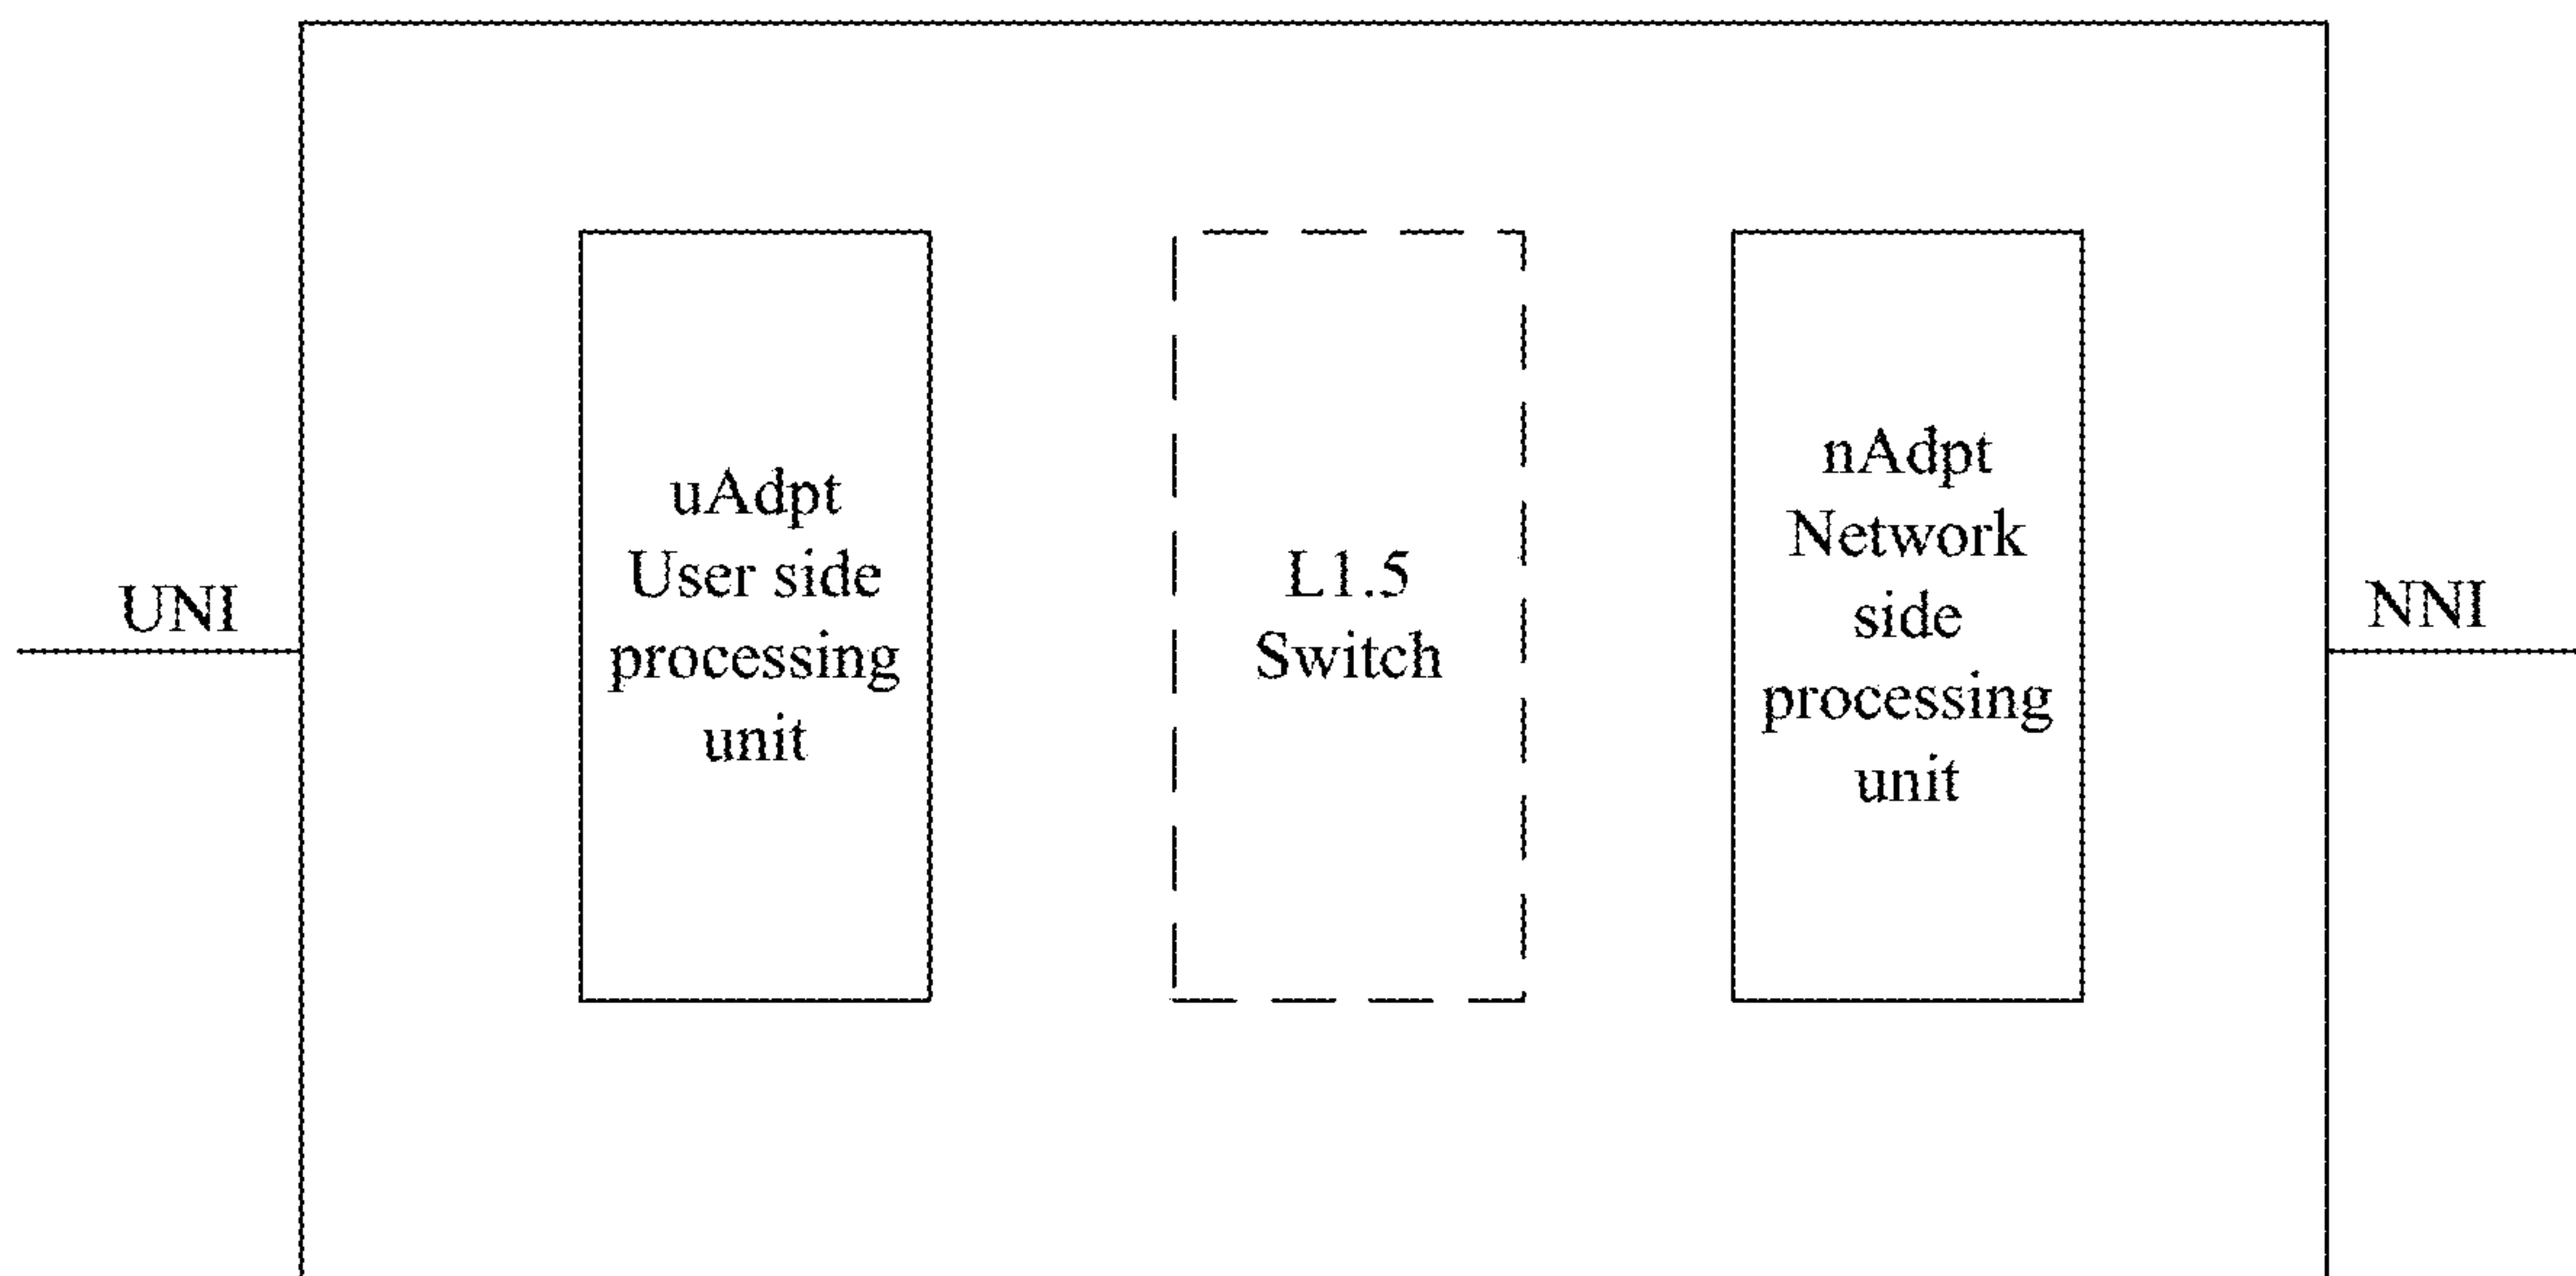 UNI
uAdpt
User side
processing
unit
L1.5
Switch
nAdpt
Network
side
processing
unit
NNI